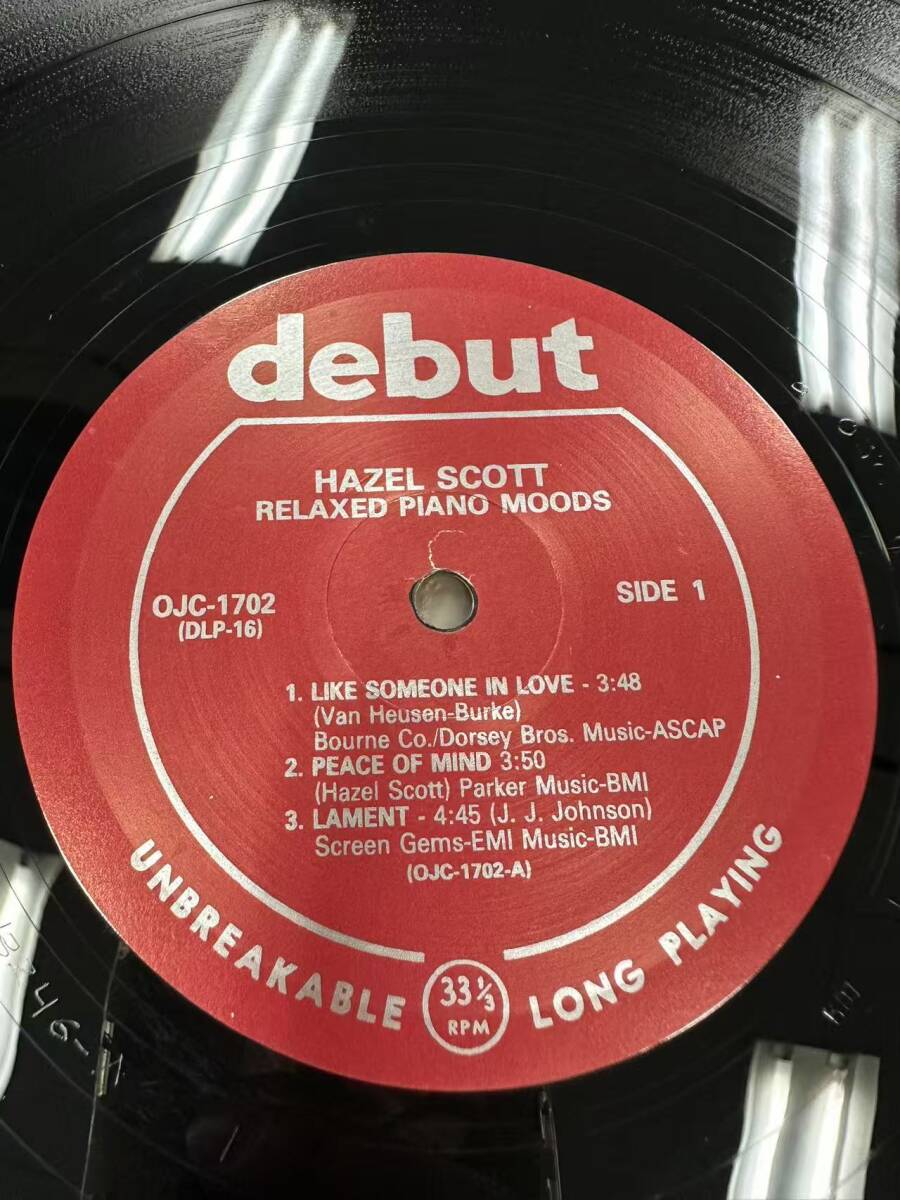 debut
HAZEL SCOTT
RELAXED PIANO MOODS
OJC-1702
(DLP-16)
SIDE 1
1. LIKE SOMEONE IN LOVE - 3:48
(Van Heusen-Burke)
Bourne Co./Dorsey Bros. Music-ASCAP
2. PEACE OF MIND 3:50
(Hazel Scott) Parker Music-BMI
3. LAMENT - 4:45 (J. J. Johnson)
Screen Gems-EMI Music-BMI
(OJC-1702-A)
UNBREAKABLE
33 1/3
RPM
LONG PLAYING